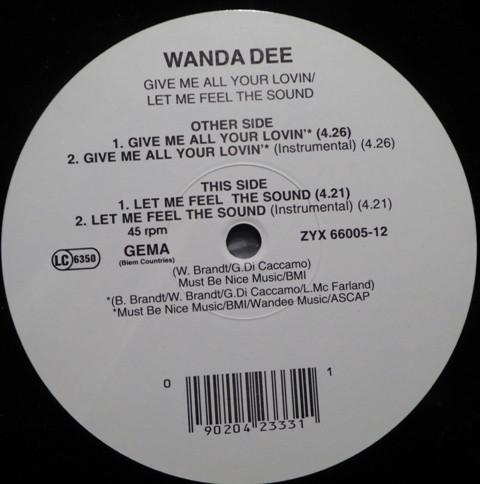 WANDA DEE
GIVE ME ALL YOUR LOVIN/
LET ME FEEL THE SOUND
OTHER SIDE
1. GIVE ME ALL YOUR LOVIN'* (4.26)
2. GIVE ME ALL YOUR LOVIN'* (Instrumental) (4.26)
THIS SIDE
1. LET ME FEEL THE SOUND (4.21)
2. LET ME FEEL THE SOUND (Instrumental) (4.21)
45 rpm
LC 6350
GEMA
(Biem Countries)
ZYX 66005-12
(W. Brandt/G.Di Caccamo)
Must Be Nice Music/BMI
*(B. Brandt/W. Brandt/G.Di Caccamo/L.Mc Farland)
*Must Be Nice Music/BMI/Wandee Music/ASCAP
0 1
90204 23331